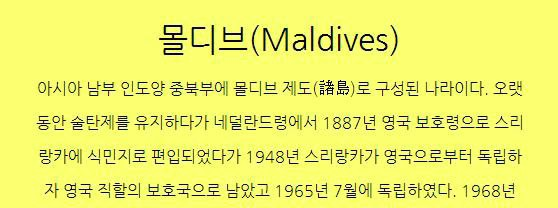 몰디브(Maldives)
아시아 남부 인도양 중북부에 몰디브 제도(諸島)로 구성된 나라이다. 오랫
동안 술탄제를 유지하다가 네덜란드령에서 1887년 영국 보호령으로 스리
랑카에 식민지로 편입되었다가 1948년 스리랑카가 영국으로부터 독립하
자 영국 직할의 보호국으로 남았고 1965년 7월에 독립하였다. 1968년